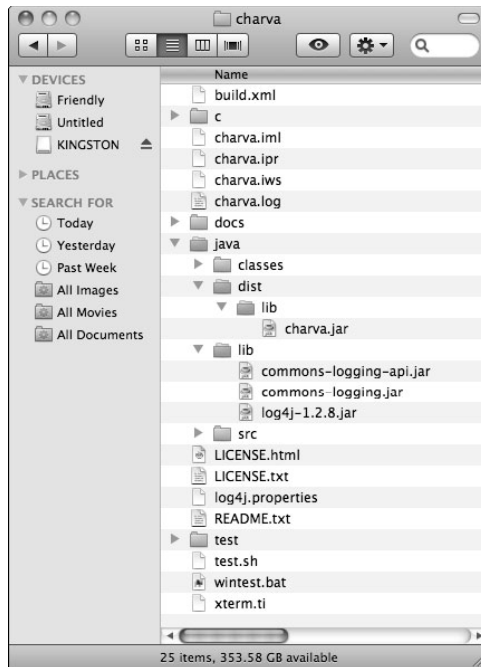 charva
DEVICES
Friendly
Untitled
KINGSTON
PLACES
SEARCH FOR
Today
Yesterday
Past Week
All Images
All Movies
All Documents
Name
build.xml
c
charva.iml
charva.ipr
charva.iws
charva.log
docs
java
classes
dist
lib
charva.jar
lib
commons-logging-api.jar
commons-logging.jar
log4j-1.2.8.jar
src
LICENSE.html
LICENSE.txt
log4j.properties
README.txt
test
test.sh
wintest.bat
xterm.ti
25 items, 353.58 GB available